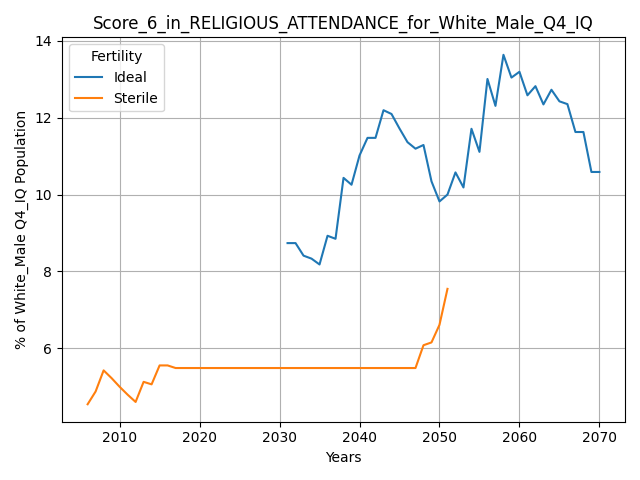 Score_6_in_RELIGIOUS_ATTENDANCE_for_White_Male_Q4_IQ
% of White_Male Q4_IQ Population
14
12
10
8
6
Fertility
Ideal
Sterile
2010 2020 2030 2040 2050 2060 2070
Years